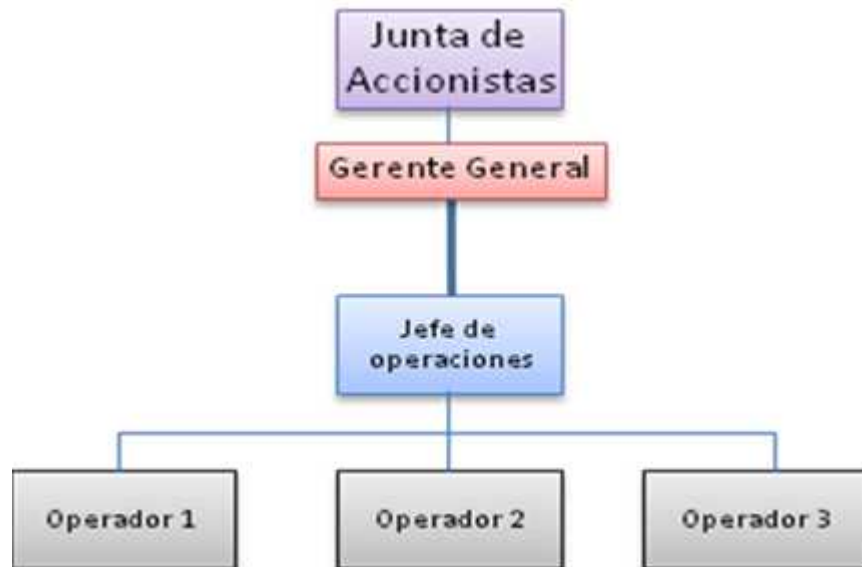 Junta de
Accionistas
Gerente General
Jefe de
operaciones
Operador 1
Operador 2
Operador 3